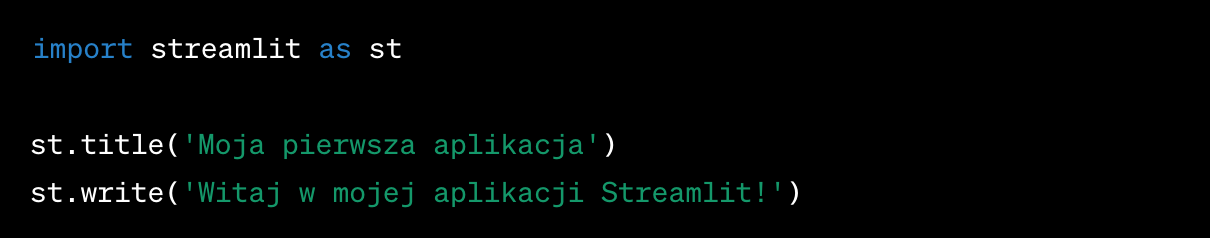 import streamlit as st
st.title('Moja pierwsza aplikacja')
st.write('Witaj w mojej aplikacji Streamlit!')